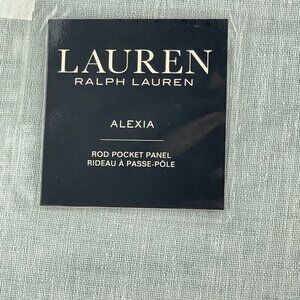 LAUREN
RALPH LAUREN
ALEXIA
ROD POCKET PANEL
RIDEAU À PASSE-PÔLE